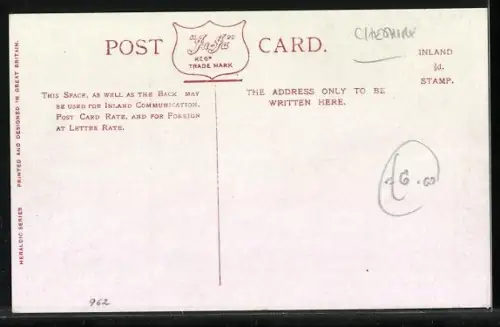 POST CARD.
"Ja-Ja"
REGD
TRADE MARK
CHESHIRE
INLAND
½d.
STAMP.
THIS SPACE, AS WELL AS THE BACK MAY
BE USED FOR INLAND COMMUNICATION,
POST CARD RATE, AND FOR FOREIGN
AT LETTER RATE.
THE ADDRESS ONLY TO BE
WRITTEN HERE.
HERALDIC SERIES PRINTED AND DESIGNED IN GREAT BRITAIN.
962